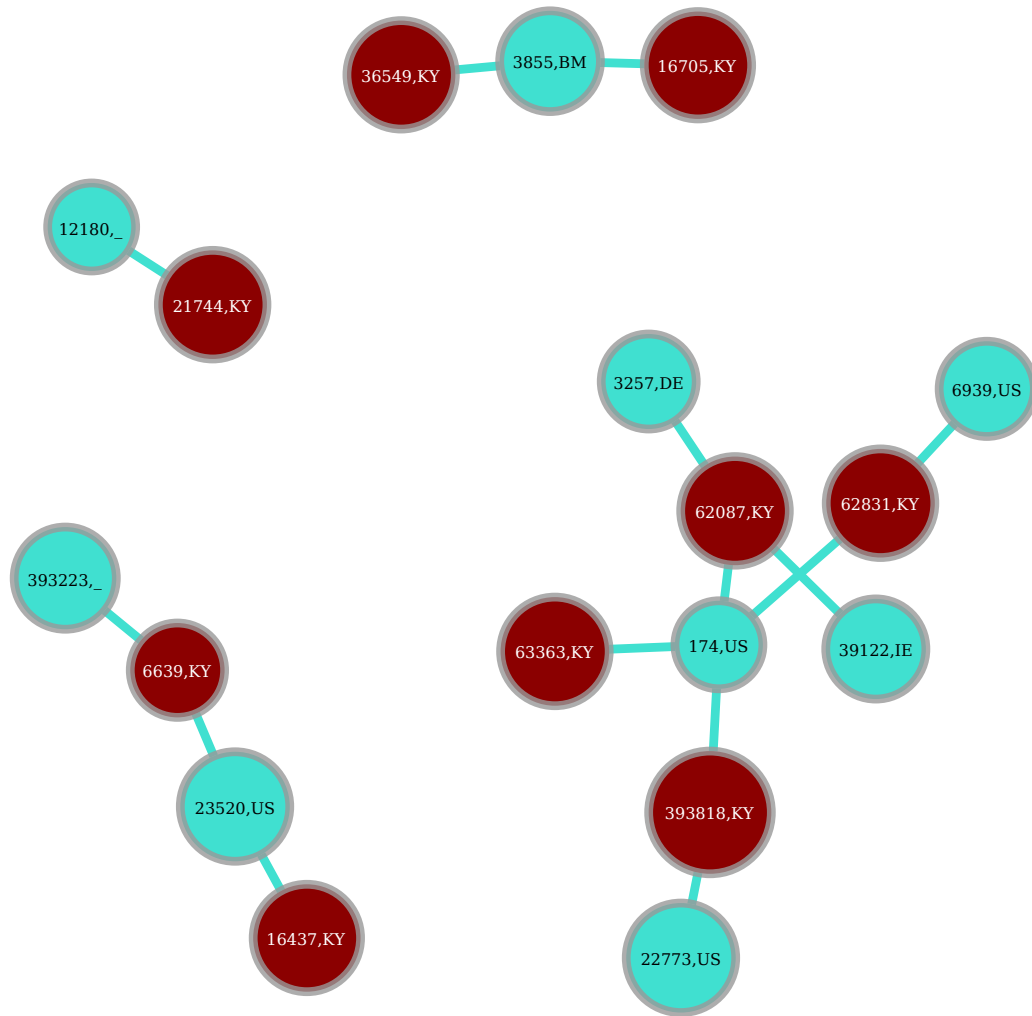 36549,KY
3855,BM
16705,KY
12180,_
21744,KY
3257,DE
6939,US
62087,KY
62831,KY
393223,_
6639,KY
63363,KY
174,US
39122,IE
23520,US
393818,KY
16437,KY
22773,US